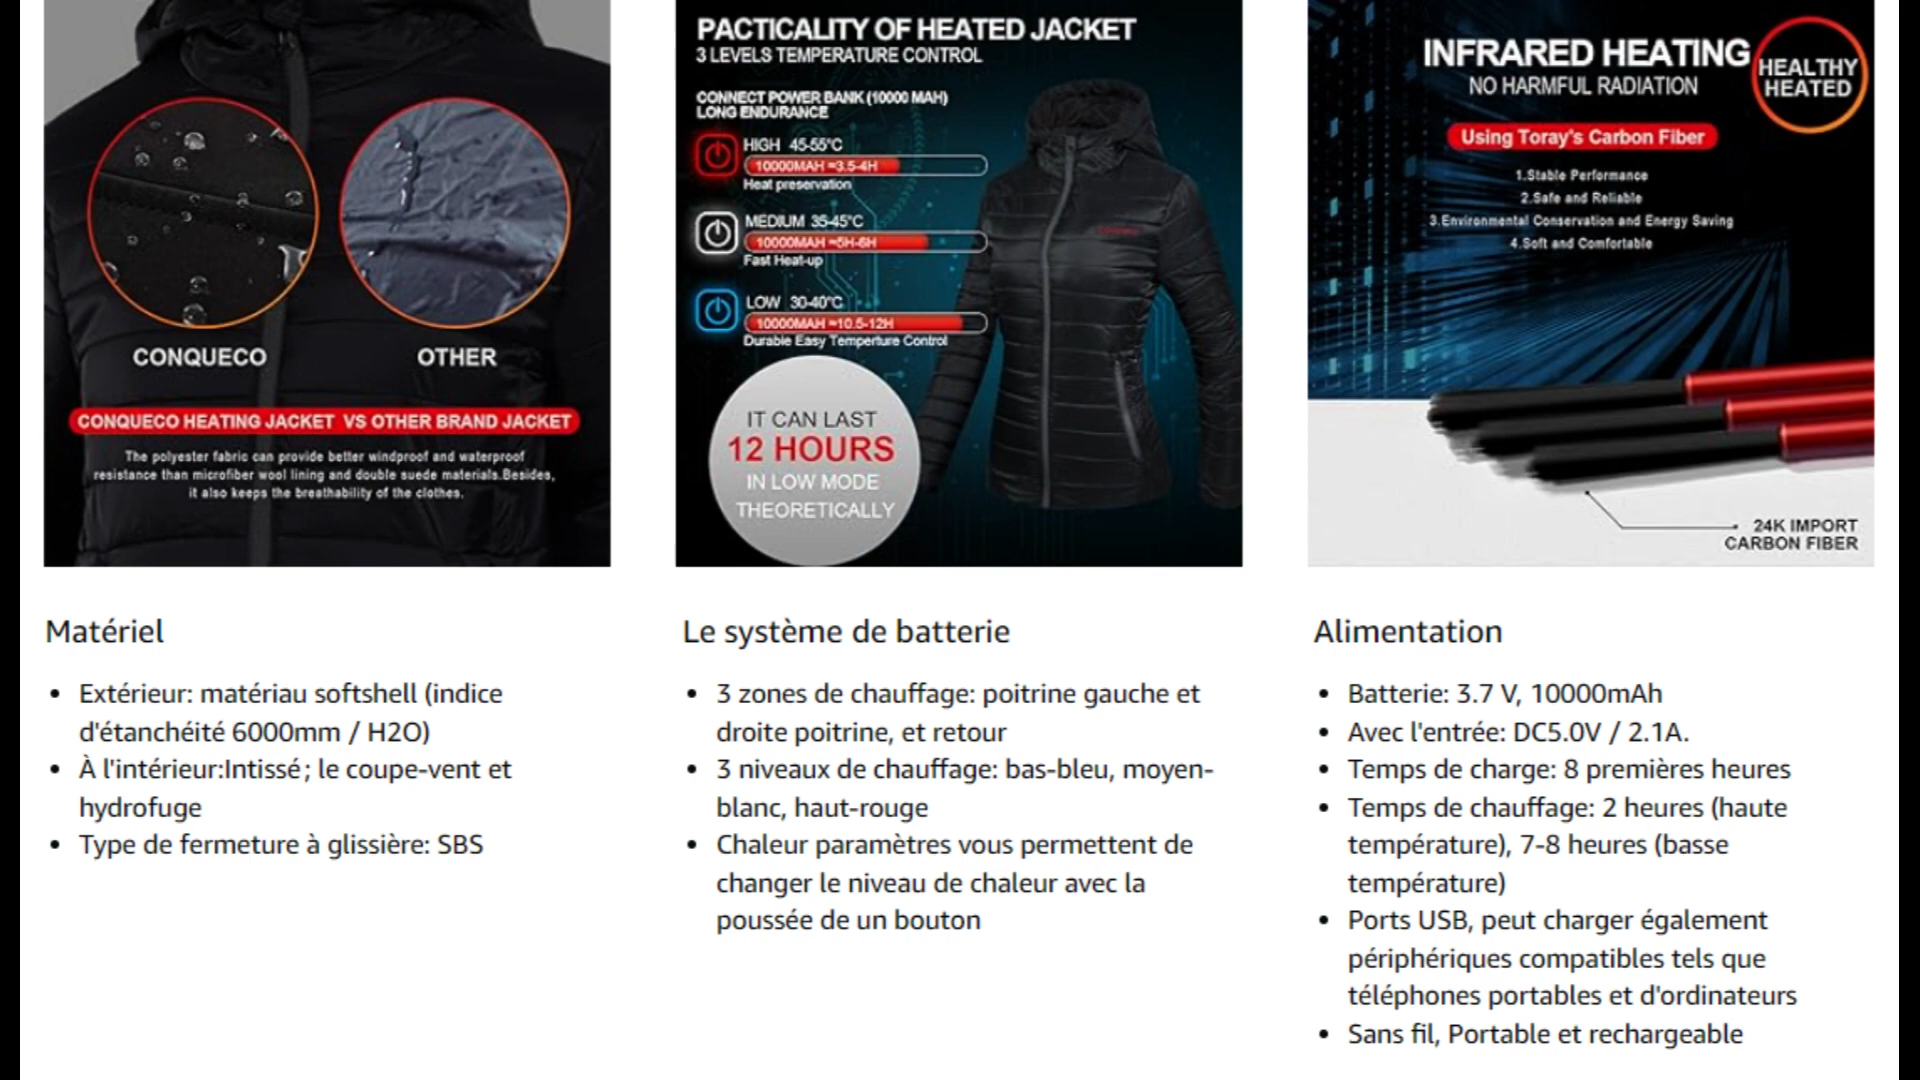 CONQUECO
OTHER
CONQUECO HEATING JACKET VS OTHER BRAND JACKET
The polyester fabric can provide better windproof and waterproof
resistance than microfiber wool lining and double suede materials.Besides,
it also keeps the breathability of the clothes.
PACTICALITY OF HEATED JACKET
3 LEVELS TEMPERATURE CONTROL
CONNECT POWER BANK (10000 MAH)
LONG ENDURANCE
HIGH 45-55°C
10000MAH ≈3.5-4H
Heat preservation
MEDIUM 35-45°C
10000MAH ≈5H-6H
Fast Heat-up
LOW 30-40°C
10000MAH ≈10.5-12H
Durable Easy Temperture Control
IT CAN LAST
12 HOURS
IN LOW MODE
THEORETICALLY
INFRARED HEATING
NO HARMFUL RADIATION
HEALTHY
HEATED
Using Toray's Carbon Fiber
1.Stable Performance
2.Safe and Reliable
3.Environmental Conservation and Energy Saving
4.Soft and Comfortable
24K IMPORT
CARBON FIBER
Matériel
• Extérieur: matériau softshell (indice
d'étanchéité 6000mm / H2O)
• À l'intérieur:Intissé; le coupe-vent et
hydrofuge
• Type de fermeture à glissière: SBS
Le système de batterie
• 3 zones de chauffage: poitrine gauche et
droite poitrine, et retour
• 3 niveaux de chauffage: bas-bleu, moyen-
blanc, haut-rouge
• Chaleur paramètres vous permettent de
changer le niveau de chaleur avec la
poussée de un bouton
Alimentation
• Batterie: 3.7 V, 10000mAh
• Avec l'entrée: DC5.0V / 2.1A.
• Temps de charge: 8 premières heures
• Temps de chauffage: 2 heures (haute
température), 7-8 heures (basse
température)
• Ports USB, peut charger également
périphériques compatibles tels que
téléphones portables et d'ordinateurs
• Sans fil, Portable et rechargeable